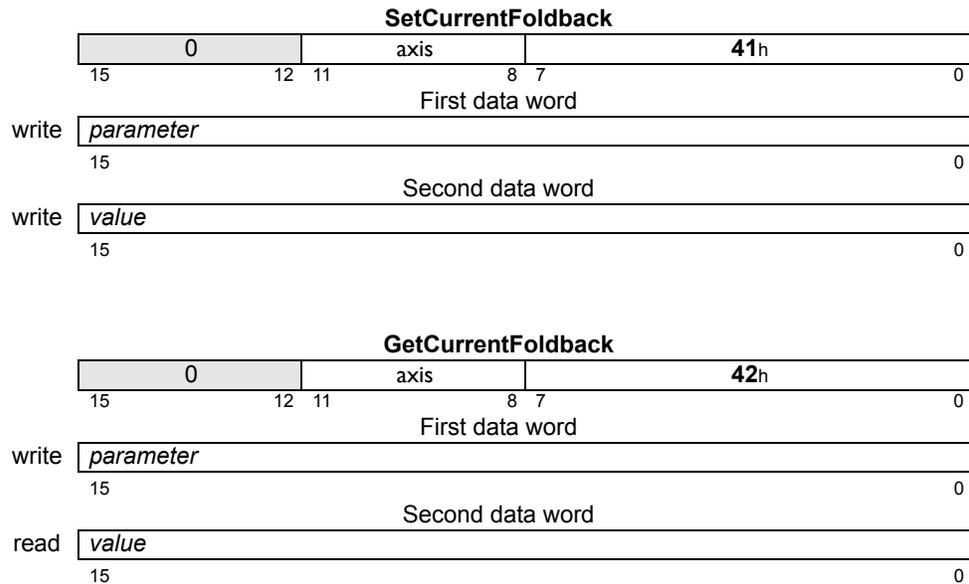 SetCurrentFoldback
0 axis 41h
15 12 11 8 7 0
First data word
write parameter
15 0
Second data word
write value
15 0
GetCurrentFoldback
0 axis 42h
15 12 11 8 7 0
First data word
write parameter
15 0
Second data word
read value
15 0